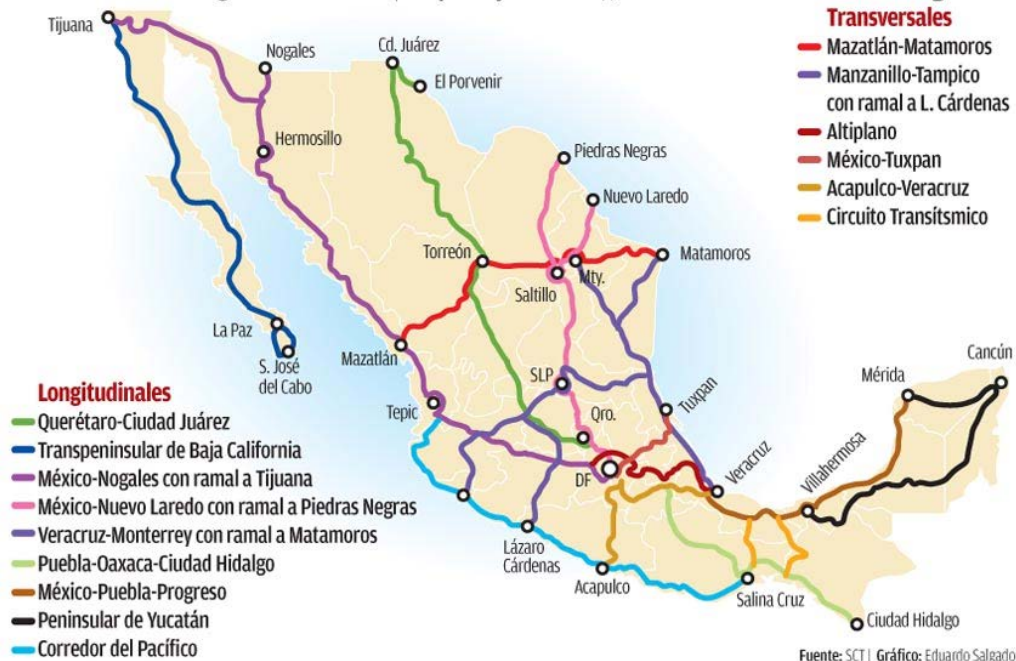 Transversales
Mazatlán-Matamoros
Manzanillo-Tampico
con ramal a L. Cárdenas
Altiplano
México-Tuxpan
Acapulco-Veracruz
Circuito Transítsmico
Tijuana
Nogales
Cd. Juárez
El Porvenir
Hermosillo
Piedras Negras
Nuevo Laredo
Torreón
Matamoros
Mty.
Saltillo
La Paz
S. José
del Cabo
Mazatlán
SLP
Tuxpan
Cancún
Mérida
Tepic
Qro.
DF
Veracruz
Villahermosa
Lázaro
Cárdenas
Acapulco
Salina Cruz
Ciudad Hidalgo
Longitudinales
Querétaro-Ciudad Juárez
Transpeninsular de Baja California
México-Nogales con ramal a Tijuana
México-Nuevo Laredo con ramal a Piedras Negras
Veracruz-Monterrey con ramal a Matamoros
Puebla-Oaxaca-Ciudad Hidalgo
México-Puebla-Progreso
Peninsular de Yucatán
Corredor del Pacífico
Fuente: SCT | Gráfico: Eduardo Salgado